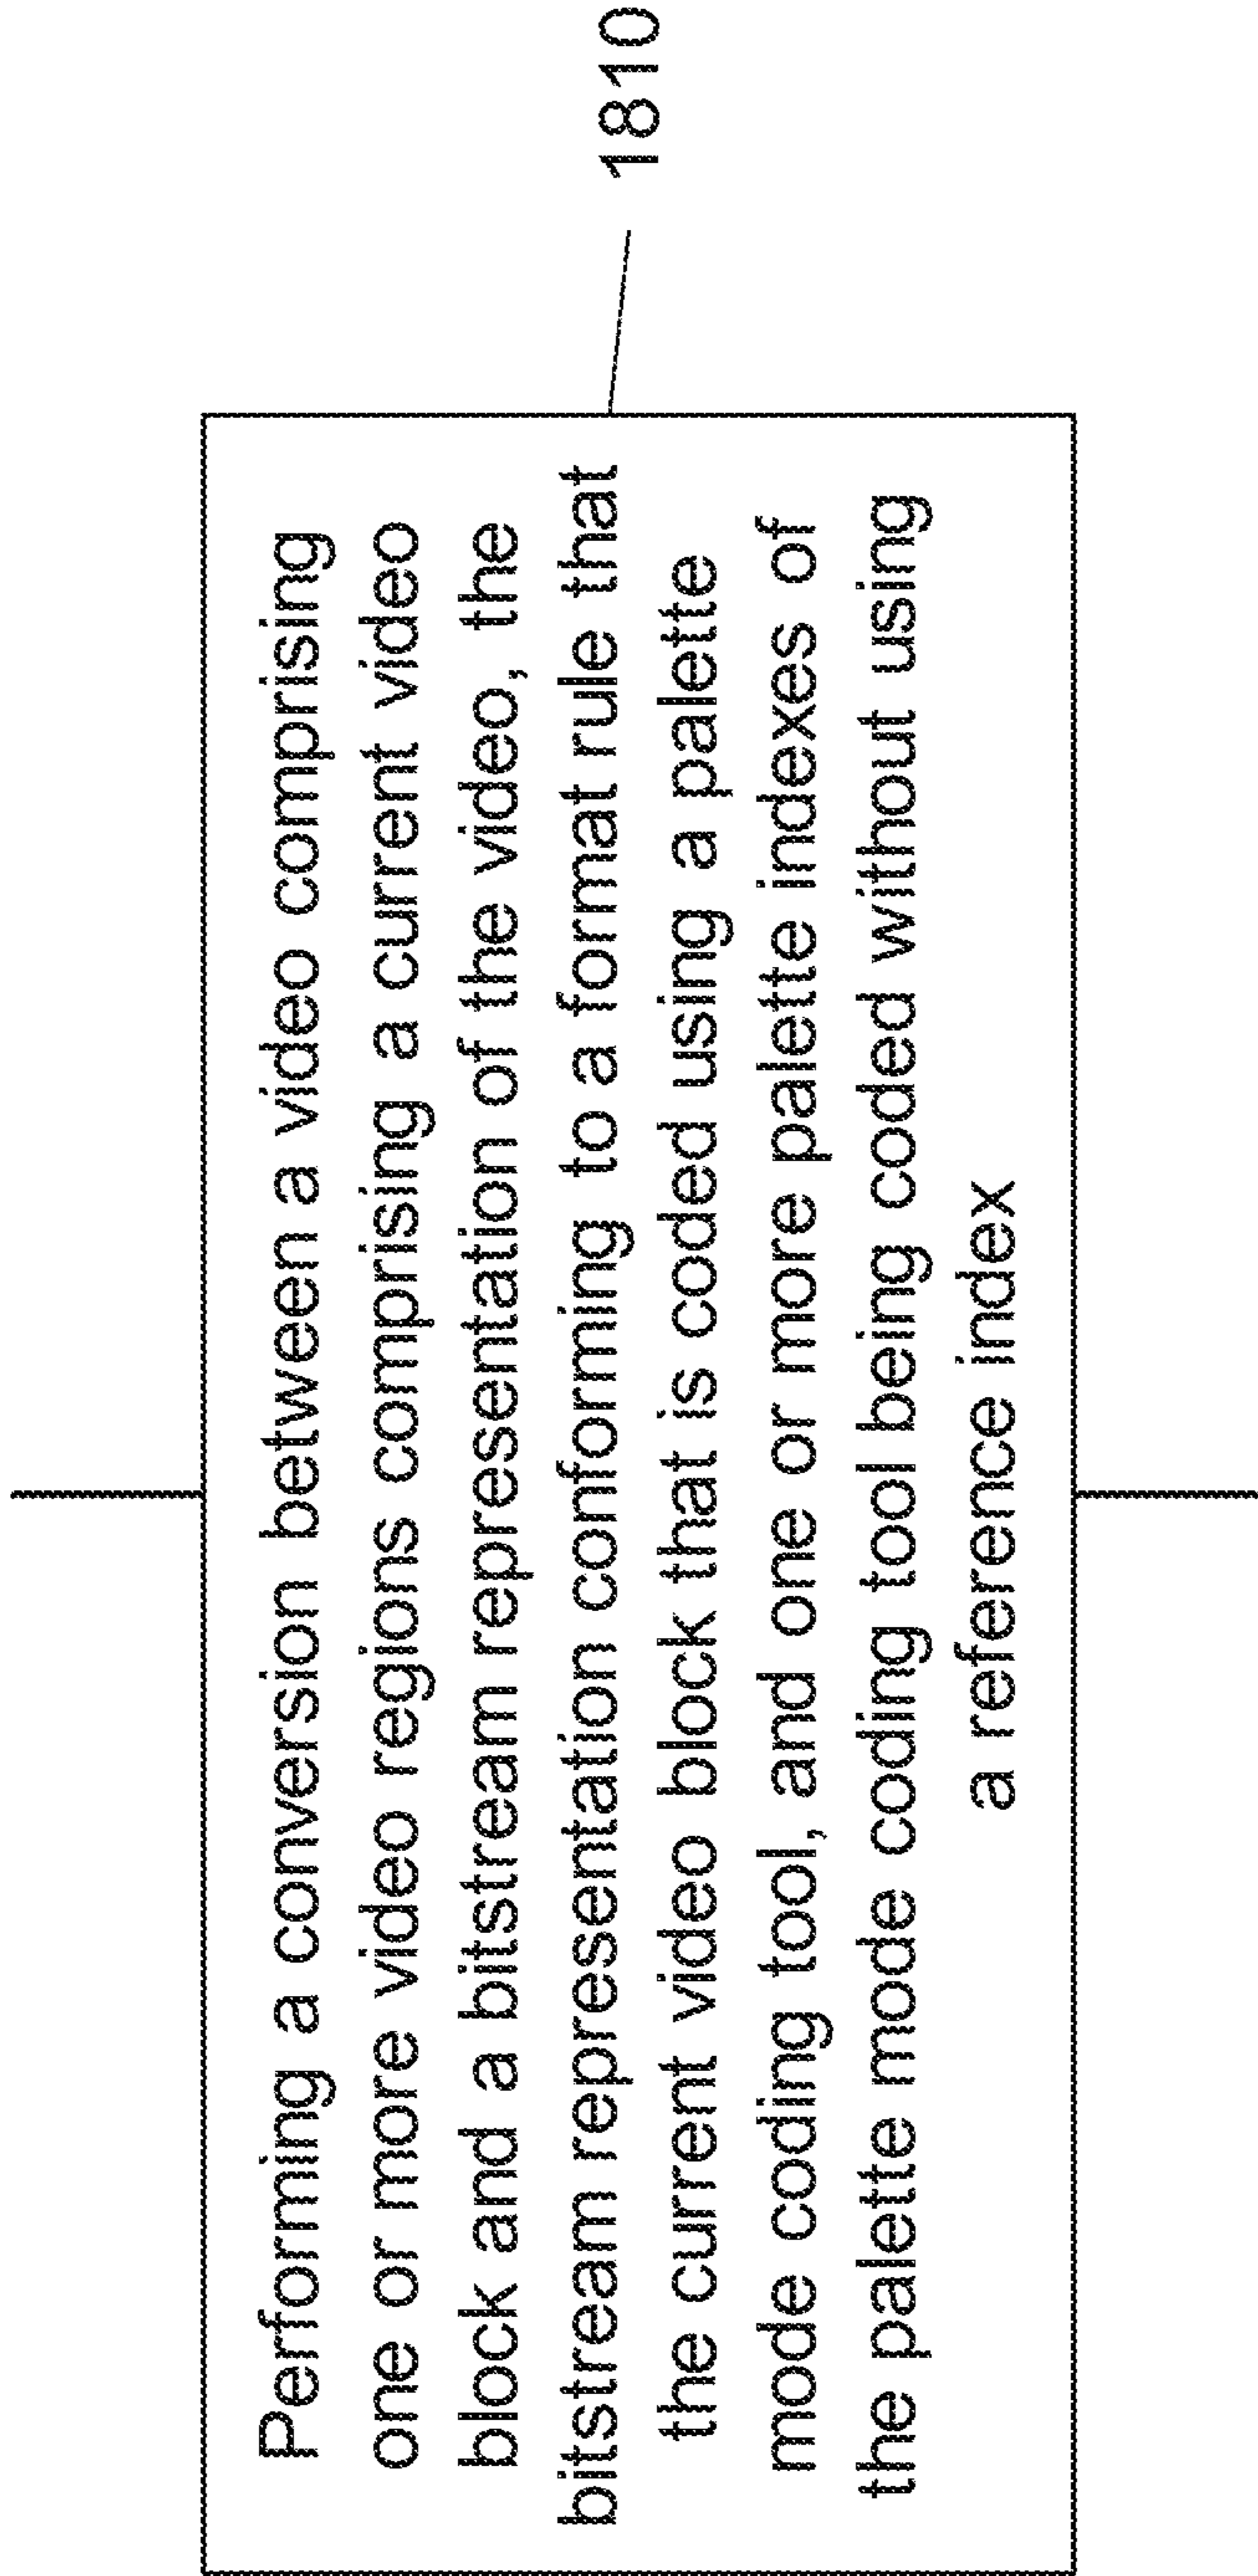 Performing a conversion between a video comprising
one or more video regions comprising a current video
block and a bitstream representation of the video, the
bitstream representation conforming to a format rule that
the current video block that is coded using a palette
mode coding tool, and one or more palette indexes of
the palette mode coding tool being coded without using
a reference index
1810